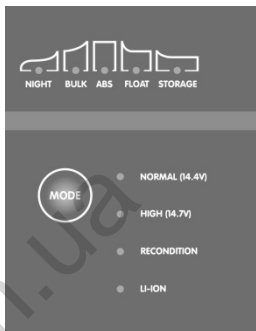 NIGHT BULK ABS FLOAT STORAGE
MODE
NORMAL (14.4V)
HIGH (14.7V)
RECONDITION
LI-ION